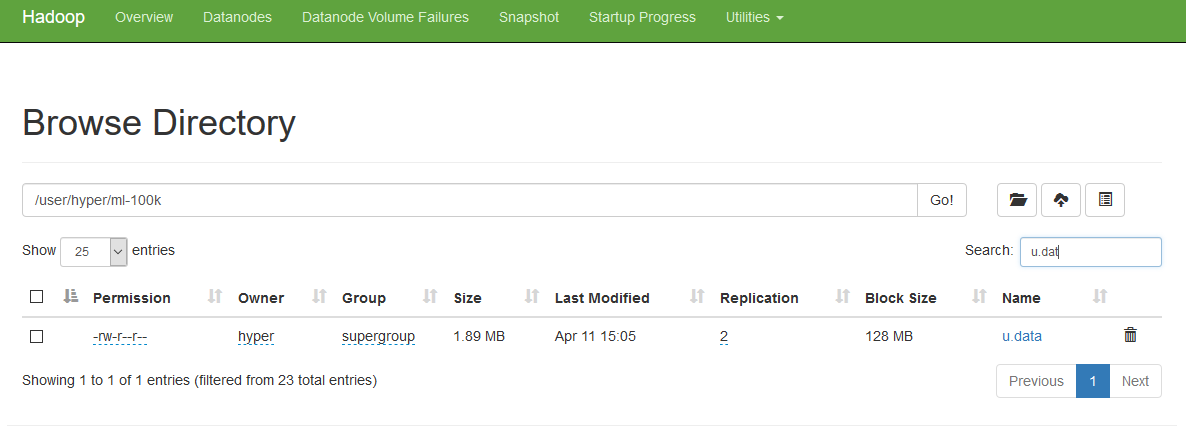 Hadoop Overview Datanodes Datanode Volume Failures Snapshot Startup Progress Utilities
Browse Directory
/user/hyper/ml-100k Go!
Show 25 entries Search: u.dat
Permission Owner Group Size Last Modified Replication Block Size Name
-rw-r--r-- hyper supergroup 1.89 MB Apr 11 15:05 2 128 MB u.data
Showing 1 to 1 of 1 entries (filtered from 23 total entries) Previous 1 Next